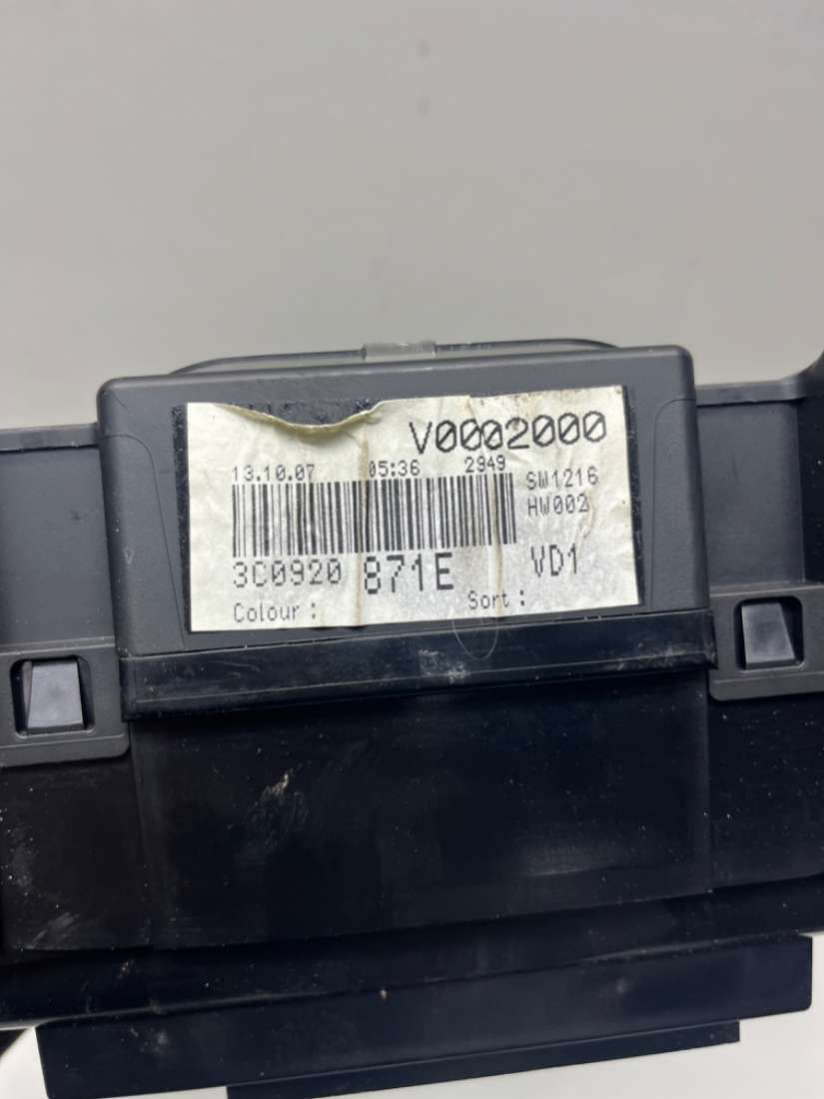 V0002000
13.10.07 05:36 2949
SW1216
HW002
3C0920 871E VD1
Colour : Sort :